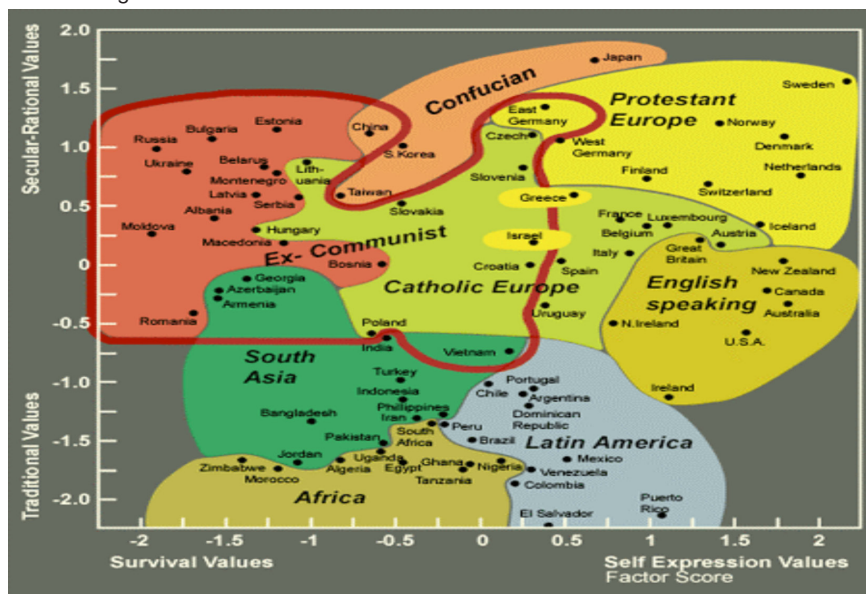 2.0
1.5
1.0
0.5
0
-0.5
-1.0
-1.5
-2.0
Secular-Rational Values
Traditional Values
Japan
Confucian
Sweden
East
Germany
Protestant
Europe
China
Estonia
Bulgaria
Russia
Czech
Norway
S.Korea
West
Germany
Denmark
Ukraine
Belarus
Lith-
uania
Montenegro
Slovenia
Finland
Netherlands
Switzerland
Latvia
Serbia
Taiwan
Slovakia
Greece
Albania
France
Luxembourg
Belgium
Austria
Iceland
Moldova
Hungary
Macedonia
Ex- Communist
Israel
Great
Britain
Italy
Bosnia
Croatia
Spain
New Zealand
Georgia
Azerbaijan
Armenia
Catholic Europe
English
speaking
Canada
Australia
Romania
Uruguay
N.Ireland
U.S.A.
Poland
India
Vietnam
South
Asia
Turkey
Indonesia
Portugal
Chile
Argentina
Ireland
Phillippines
Iran
Dominican
Republic
Bangladesh
South
Africa
Peru
Pakistan
Brazil
Latin America
Jordan
Uganda
Zimbabwe
Morocco
Algeria
Egypt
Ghana
Nigeria
Tanzania
Mexico
Venezuela
Colombia
Africa
Puerto
Rico
El Salvador
-2
-1.5
-1
-0.5
0
0.5
1
1.5
2
Survival Values
Self Expression Values
Factor Score